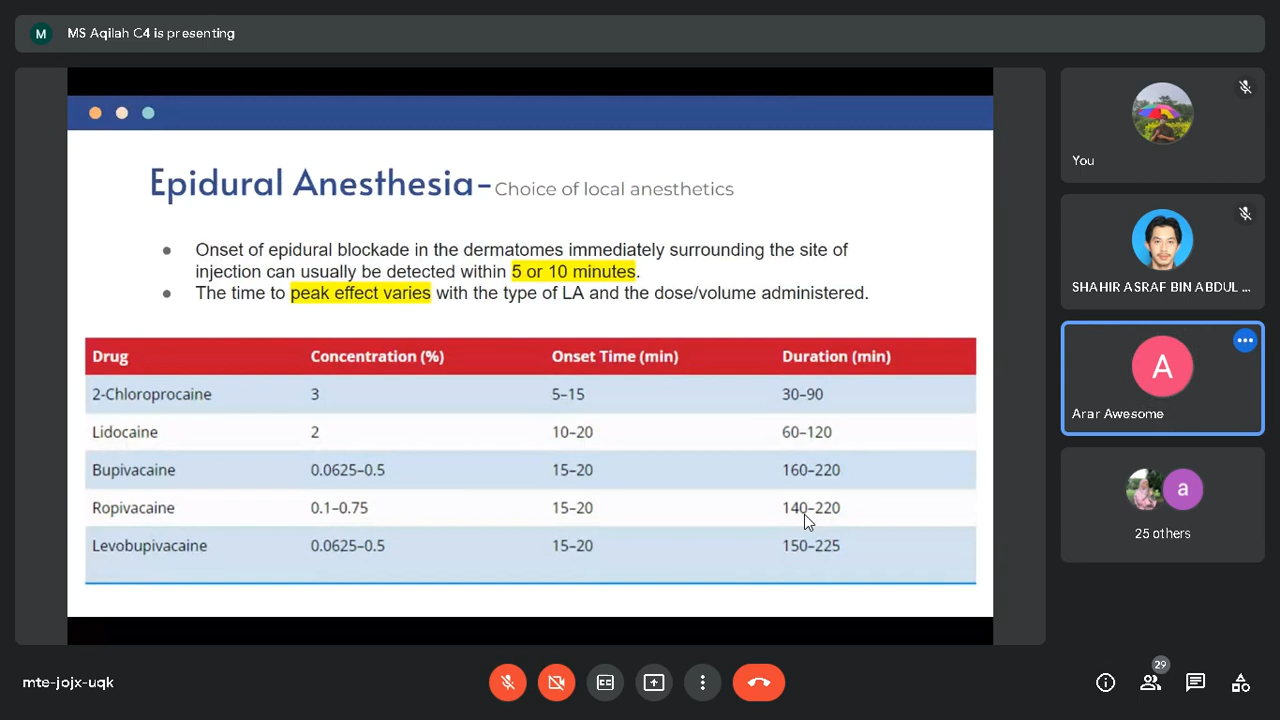 M
MS Aqilah C4 is presenting
Epidural Anesthesia-Choice of local anesthetics
● Onset of epidural blockade in the dermatomes immediately surrounding the site of
injection can usually be detected within 5 or 10 minutes.
● The time to peak effect varies with the type of LA and the dose/volume administered.
Drug Concentration (%) Onset Time (min) Duration (min)
2-Chloroprocaine 3 5–15 30–90
Lidocaine 2 10–20 60–120
Bupivacaine 0.0625–0.5 15–20 160–220
Ropivacaine 0.1–0.75 15–20 140–220
Levobupivacaine 0.0625–0.5 15–20 150–225
You
SHAHIR ASRAF BIN ABDUL ...
A
Arar Awesome
a
25 others
mte-jojx-uqk
CC
29